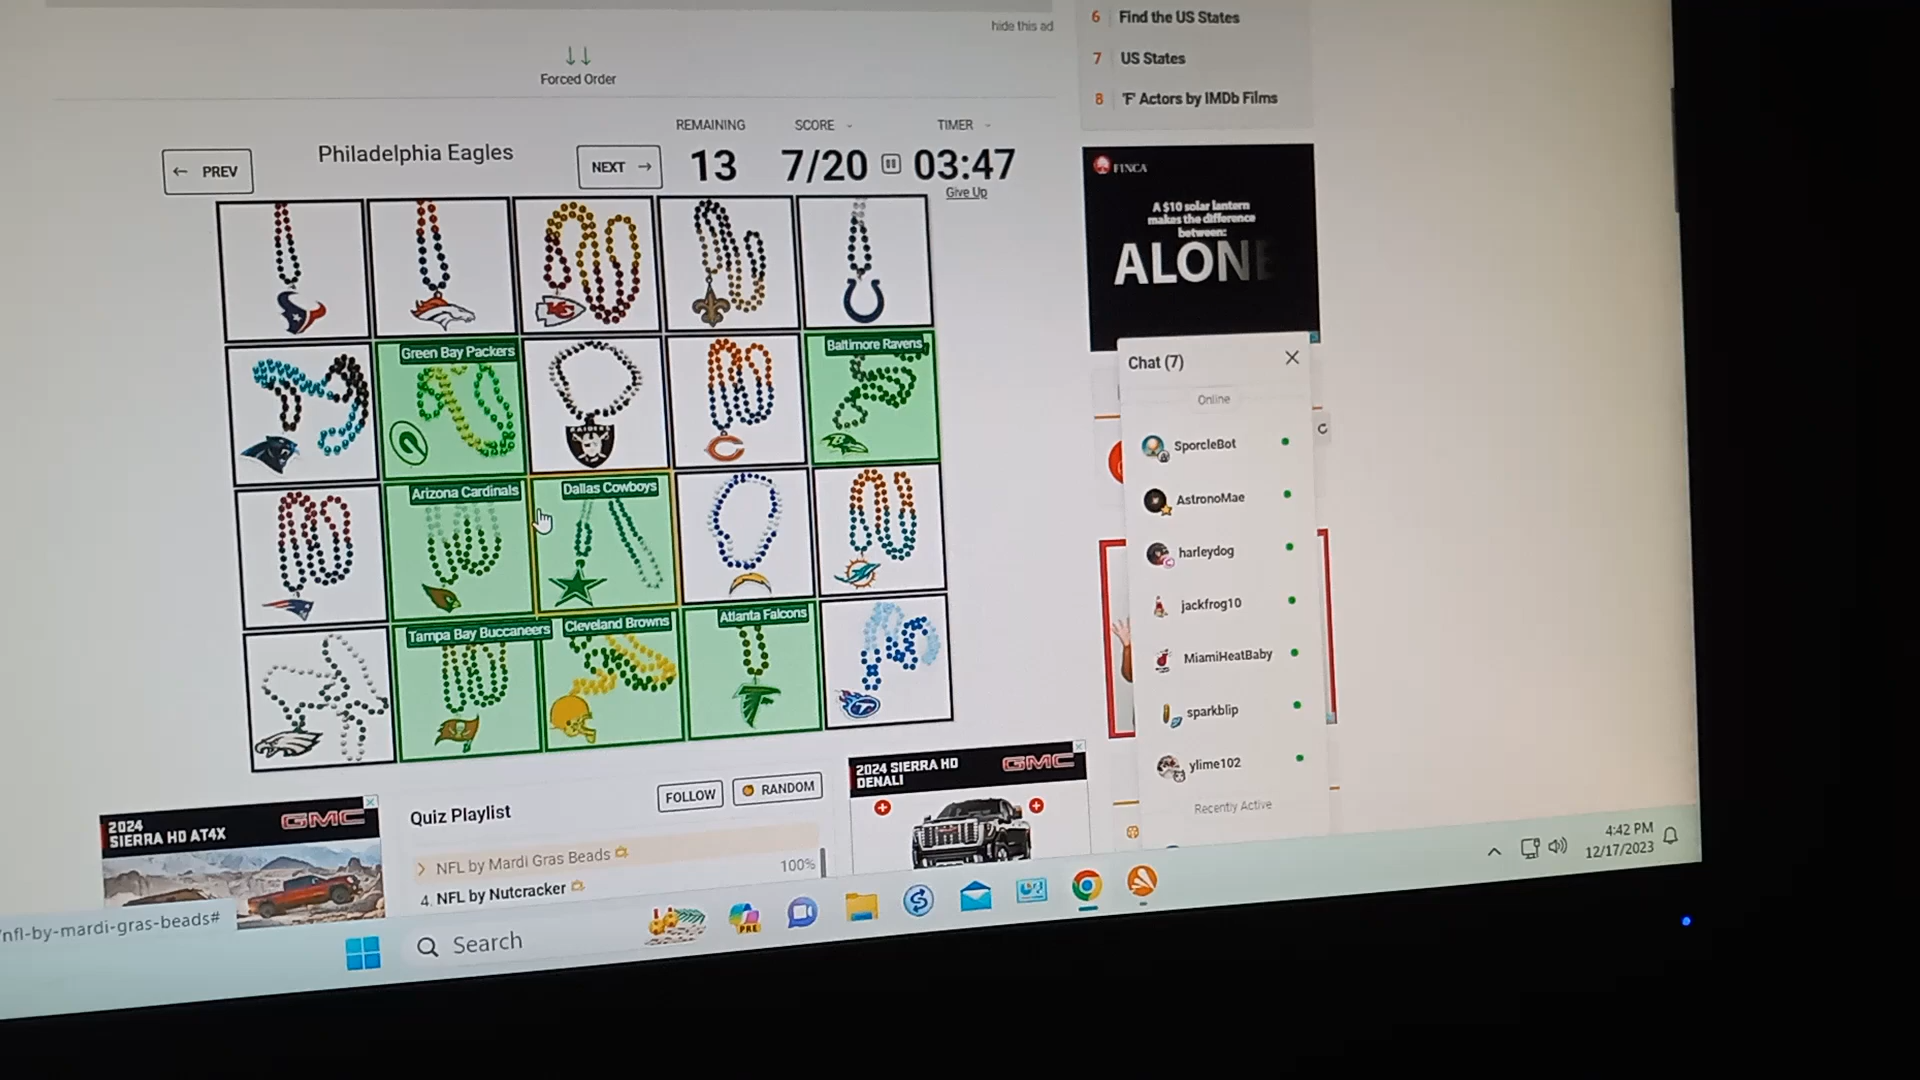 hide this ad
↓↓
Forced Order
6 Find the US States
7 US States
8 'F' Actors by IMDb Films
← PREV
Philadelphia Eagles
NEXT →
REMAINING
13
SCORE
7/20
TIMER
03:47
Give Up
Green Bay Packers
RAIDERS
Baltimore Ravens
Arizona Cardinals
Dallas Cowboys
Tampa Bay Buccaneers
Cleveland Browns
Atlanta Falcons
FINCA
A $10 solar lantern
makes the difference
between:
ALONE
Chat (7)
Online
SporcleBot
AstronoMae
harleydog
jackfrog10
MiamiHeatBaby
sparkblip
ylime102
Recently Active
2024
SIERRA HD AT4X
GMC
Quiz Playlist
FOLLOW
RANDOM
NFL by Mardi Gras Beads
100%
4. NFL by Nutcracker
2024 SIERRA HD
DENALI
GMC
/nfl-by-mardi-gras-beads#
Search
PRE
4:42 PM
12/17/2023